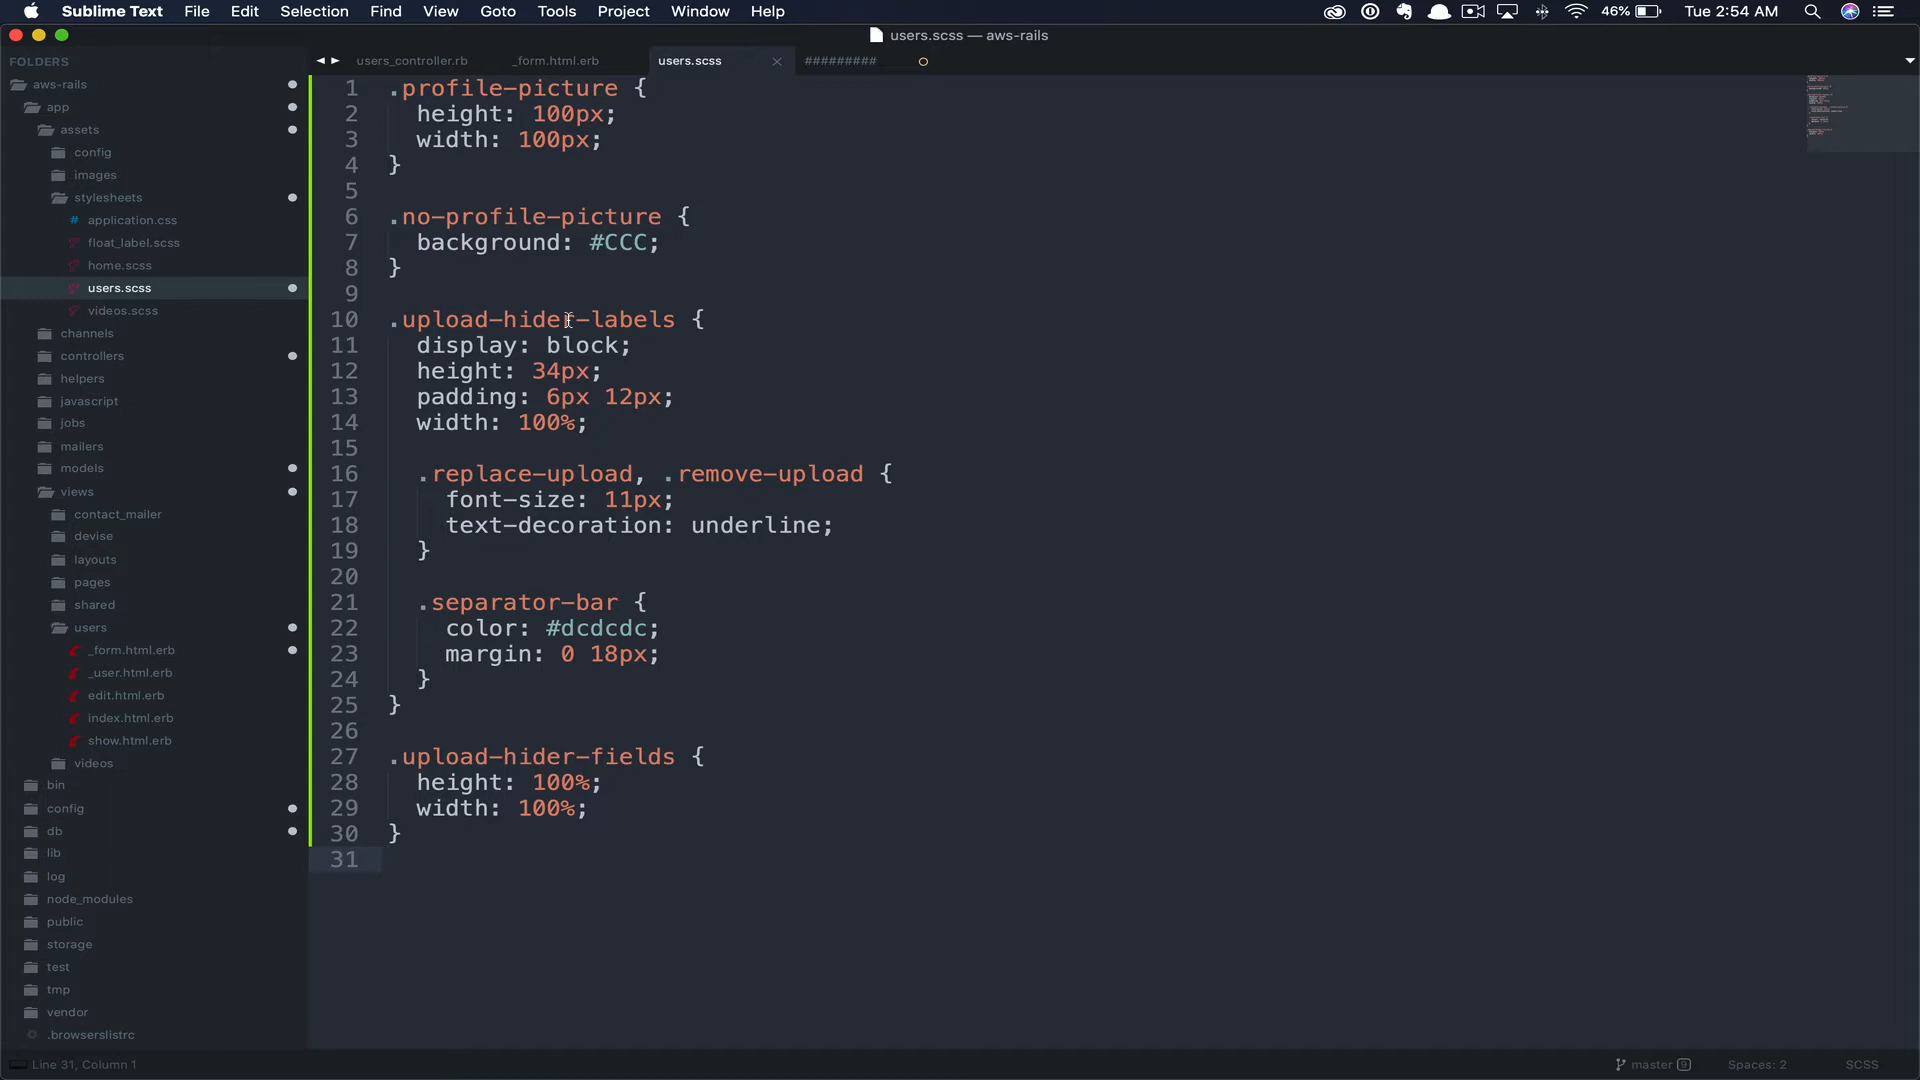 Sublime Text File Edit Selection Find View Goto Tools Project Window Help 46% Tue 2:54 AM
users.scss — aws-rails
FOLDERS
aws-rails
app
assets
config
images
stylesheets
# application.css
float_label.scss
home.scss
users.scss
videos.scss
channels
controllers
helpers
javascript
jobs
mailers
models
views
contact_mailer
devise
layouts
pages
shared
users
_form.html.erb
_user.html.erb
edit.html.erb
index.html.erb
show.html.erb
videos
bin
config
db
lib
log
node_modules
public
storage
test
tmp
vendor
.browserslistrc
users_controller.rb _form.html.erb users.scss #########
1 .profile-picture {
2 height: 100px;
3 width: 100px;
4 }
5
6 .no-profile-picture {
7 background: #CCC;
8 }
9
10 .upload-hider-labels {
11 display: block;
12 height: 34px;
13 padding: 6px 12px;
14 width: 100%;
15
16 .replace-upload, .remove-upload {
17 font-size: 11px;
18 text-decoration: underline;
19 }
20
21 .separator-bar {
22 color: #dcdcdc;
23 margin: 0 18px;
24 }
25 }
26
27 .upload-hider-fields {
28 height: 100%;
29 width: 100%;
30 }
31
Line 31, Column 1 master 9 Spaces: 2 SCSS